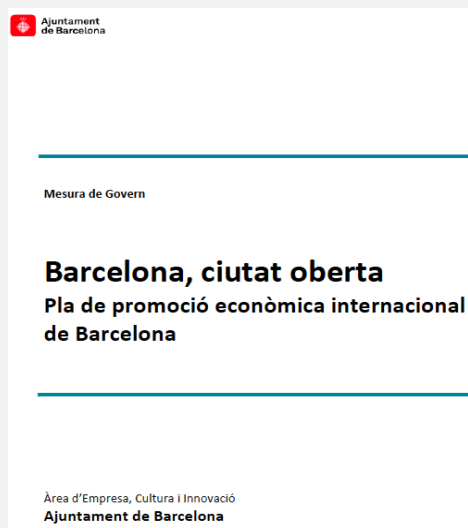 Ajuntament
de Barcelona
Mesura de Govern
Barcelona, ciutat oberta
Pla de promoció econòmica internacional
de Barcelona
Àrea d'Empresa, Cultura i Innovació
Ajuntament de Barcelona